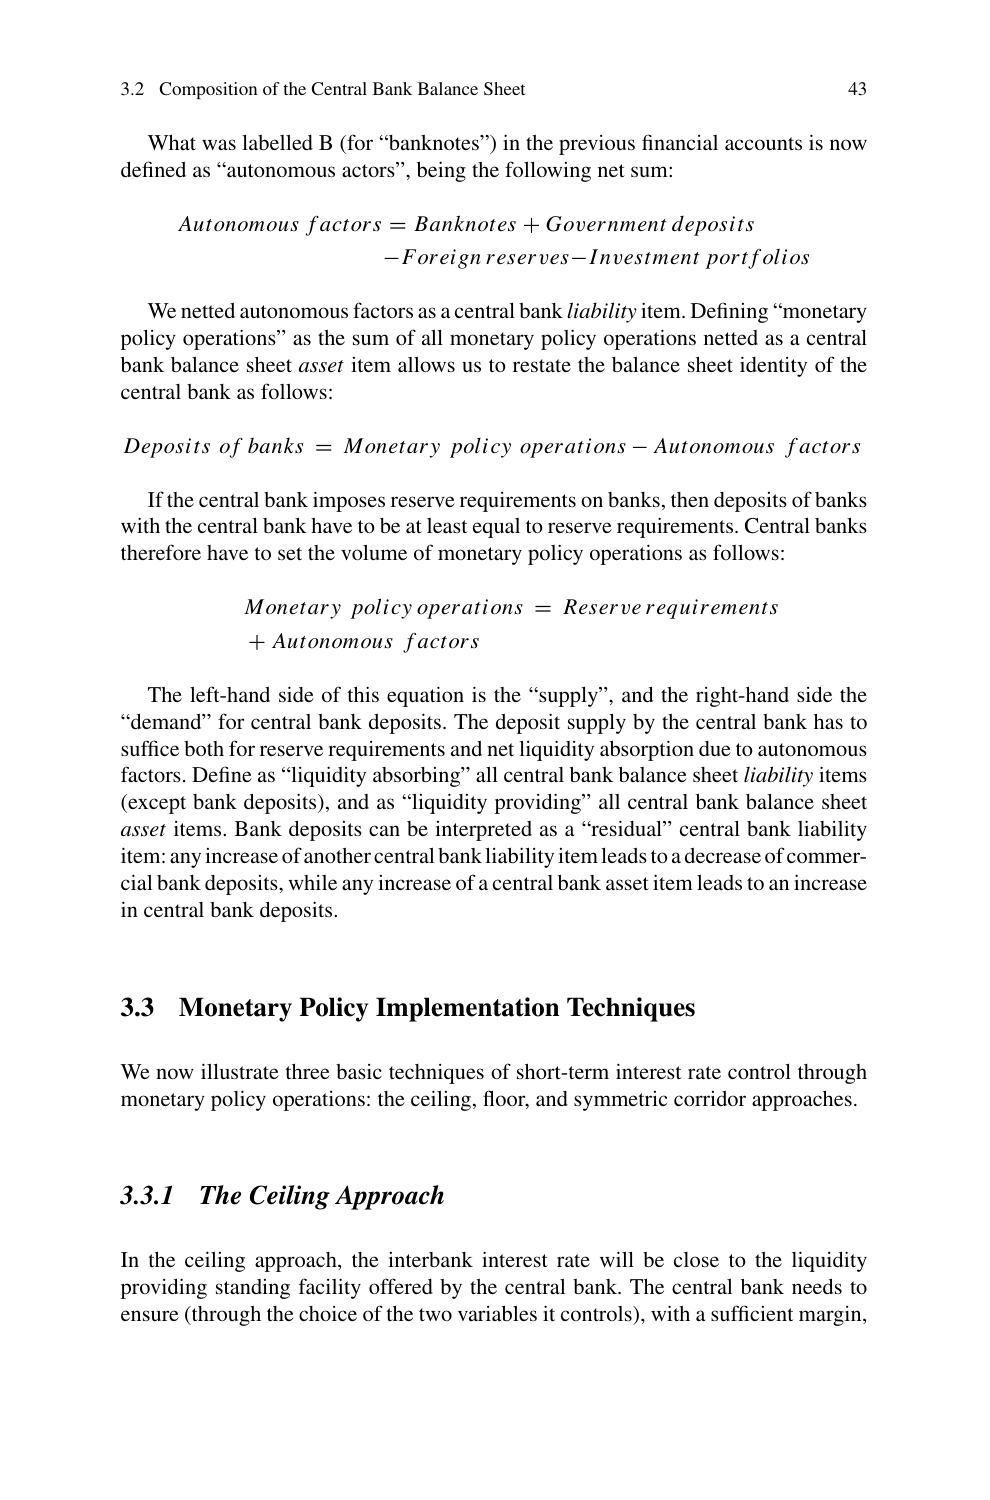 3.2 Composition of the Central Bank Balance Sheet 43
What was labelled B (for “banknotes”) in the previous financial accounts is now
defined as “autonomous actors”, being the following net sum:
Autonomous factors = Banknotes + Government deposits
−Foreign reserves−Investment portfolios
We netted autonomous factors as a central bank liability item. Defining “monetary
policy operations” as the sum of all monetary policy operations netted as a central
bank balance sheet asset item allows us to restate the balance sheet identity of the
central bank as follows:
Deposits of banks = Monetary policy operations − Autonomous factors
If the central bank imposes reserve requirements on banks, then deposits of banks
with the central bank have to be at least equal to reserve requirements. Central banks
therefore have to set the volume of monetary policy operations as follows:
Monetary policy operations = Reserve requirements
+ Autonomous factors
The left-hand side of this equation is the “supply”, and the right-hand side the
“demand” for central bank deposits. The deposit supply by the central bank has to
suffice both for reserve requirements and net liquidity absorption due to autonomous
factors. Define as “liquidity absorbing” all central bank balance sheet liability items
(except bank deposits), and as “liquidity providing” all central bank balance sheet
asset items. Bank deposits can be interpreted as a “residual” central bank liability
item: any increase of another central bank liability item leads to a decrease of commer-
cial bank deposits, while any increase of a central bank asset item leads to an increase
in central bank deposits.
3.3 Monetary Policy Implementation Techniques
We now illustrate three basic techniques of short-term interest rate control through
monetary policy operations: the ceiling, floor, and symmetric corridor approaches.
3.3.1 The Ceiling Approach
In the ceiling approach, the interbank interest rate will be close to the liquidity
providing standing facility offered by the central bank. The central bank needs to
ensure (through the choice of the two variables it controls), with a sufficient margin,